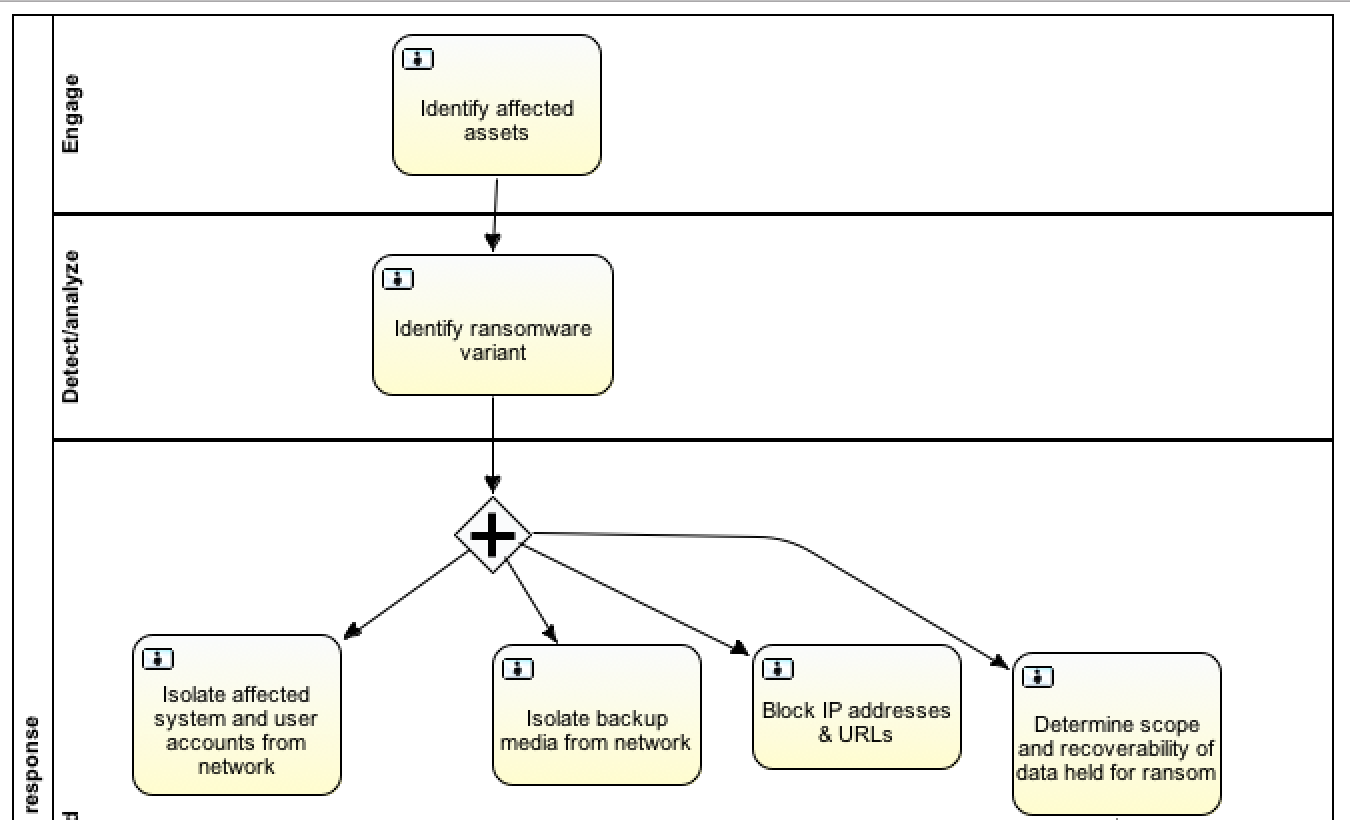 Engage
Identify affected
assets
Detect/analyze
Identify ransomware
variant
Isolate affected
system and user
accounts from
network
Isolate backup
media from network
Block IP addresses
& URLs
Determine scope
and recoverability of
data held for ransom
response